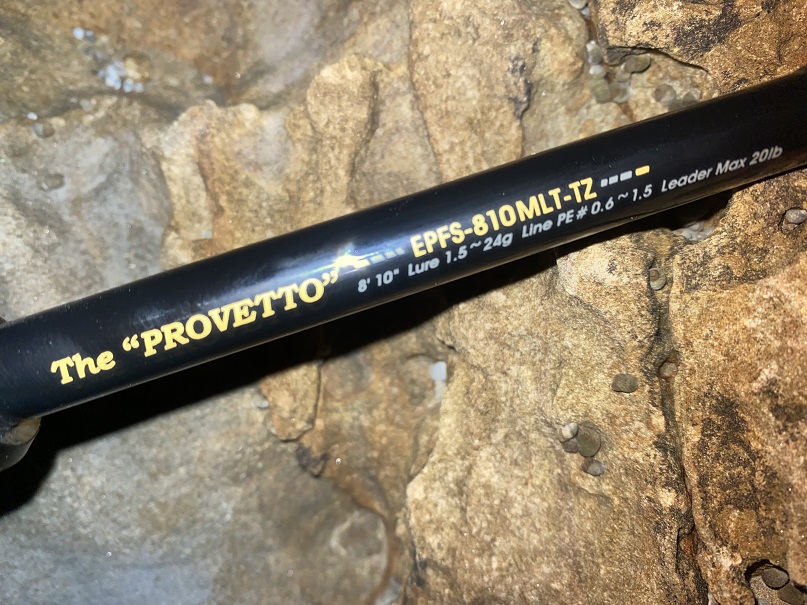 The “PROVETTO”
EPFS-810MLT-TZ
8' 10" Lure 1.5~24g Line PE#0.6~1.5 Leader Max 20lb